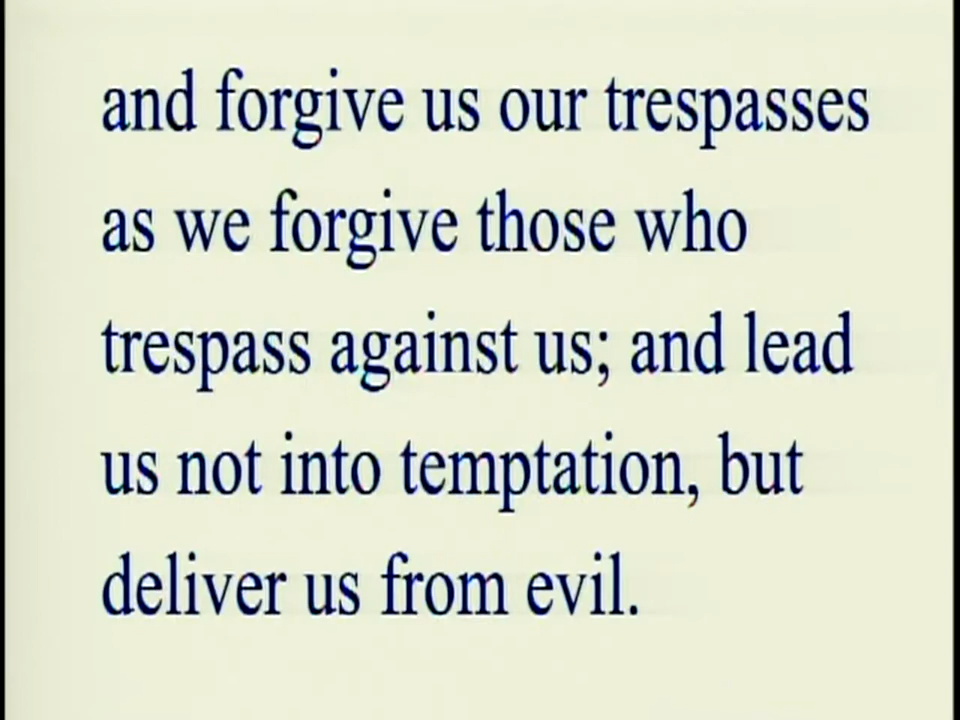 and forgive us our trespasses
as we forgive those who
trespass against us; and lead
us not into temptation, but
deliver us from evil.